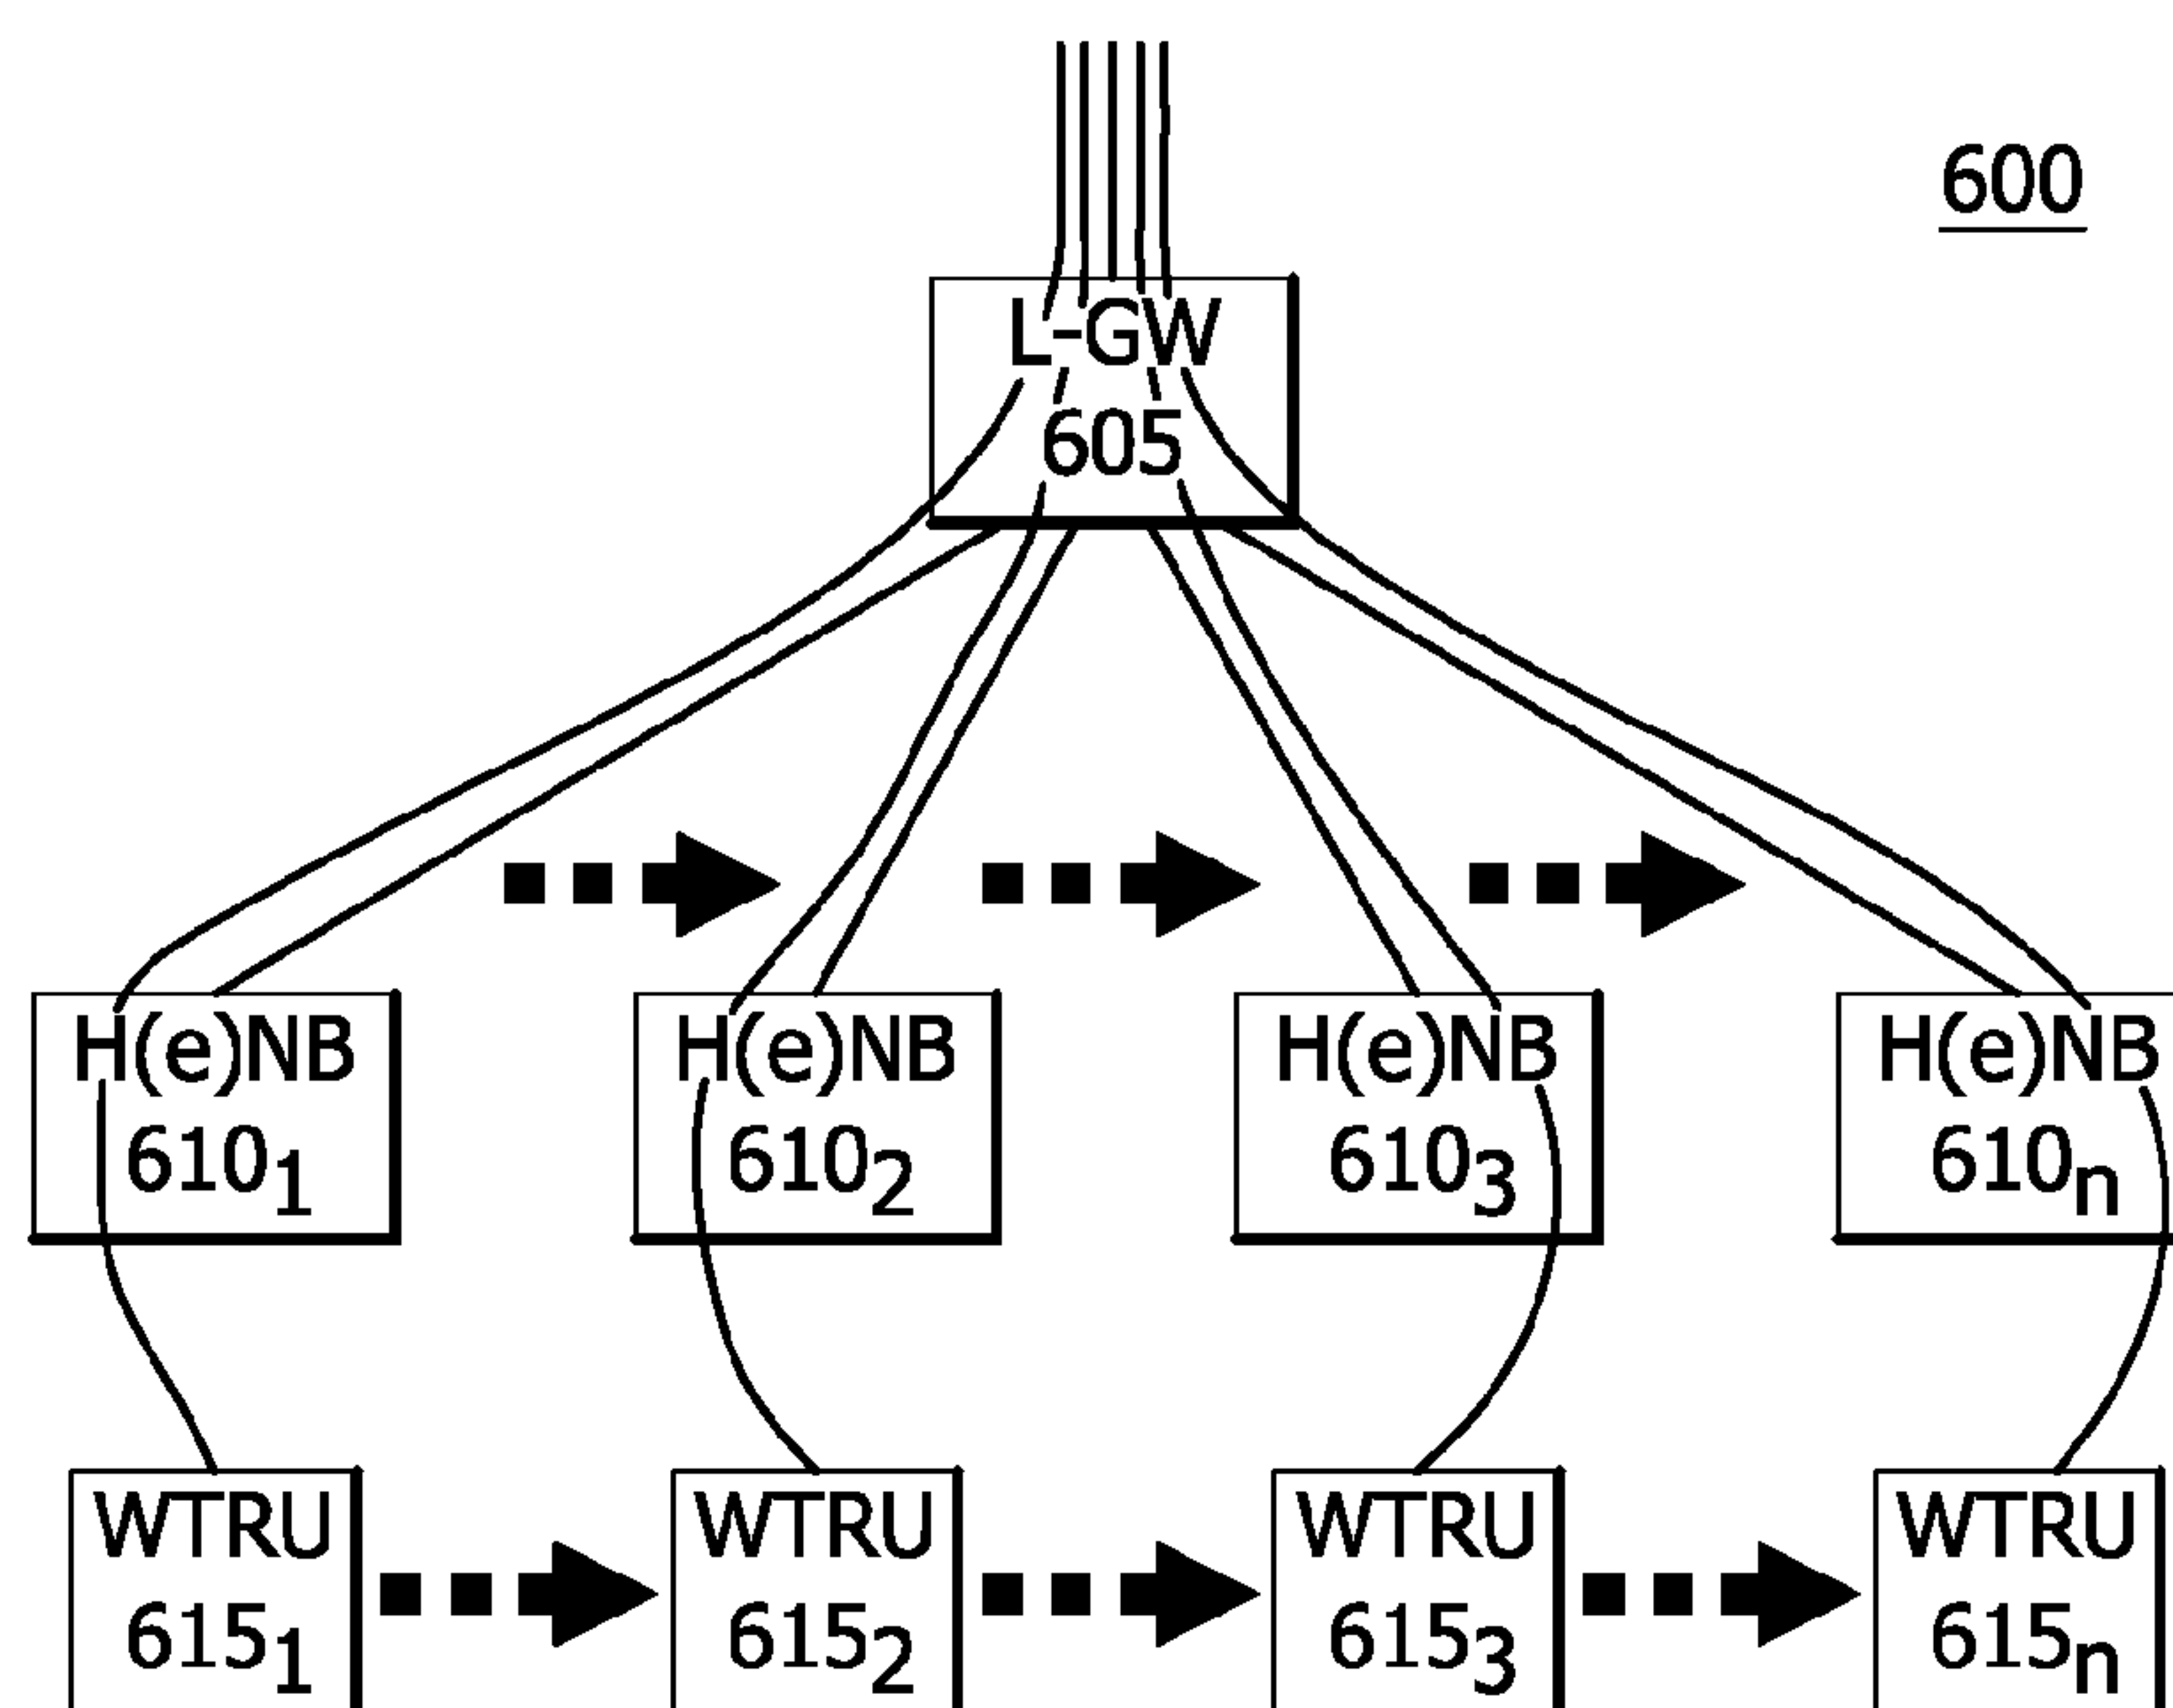 600
L-GW
605
H(e)NB
610₁
H(e)NB
610₂
H(e)NB
610₃
H(e)NB
610ₙ
WTRU
615₁
WTRU
615₂
WTRU
615₃
WTRU
615ₙ